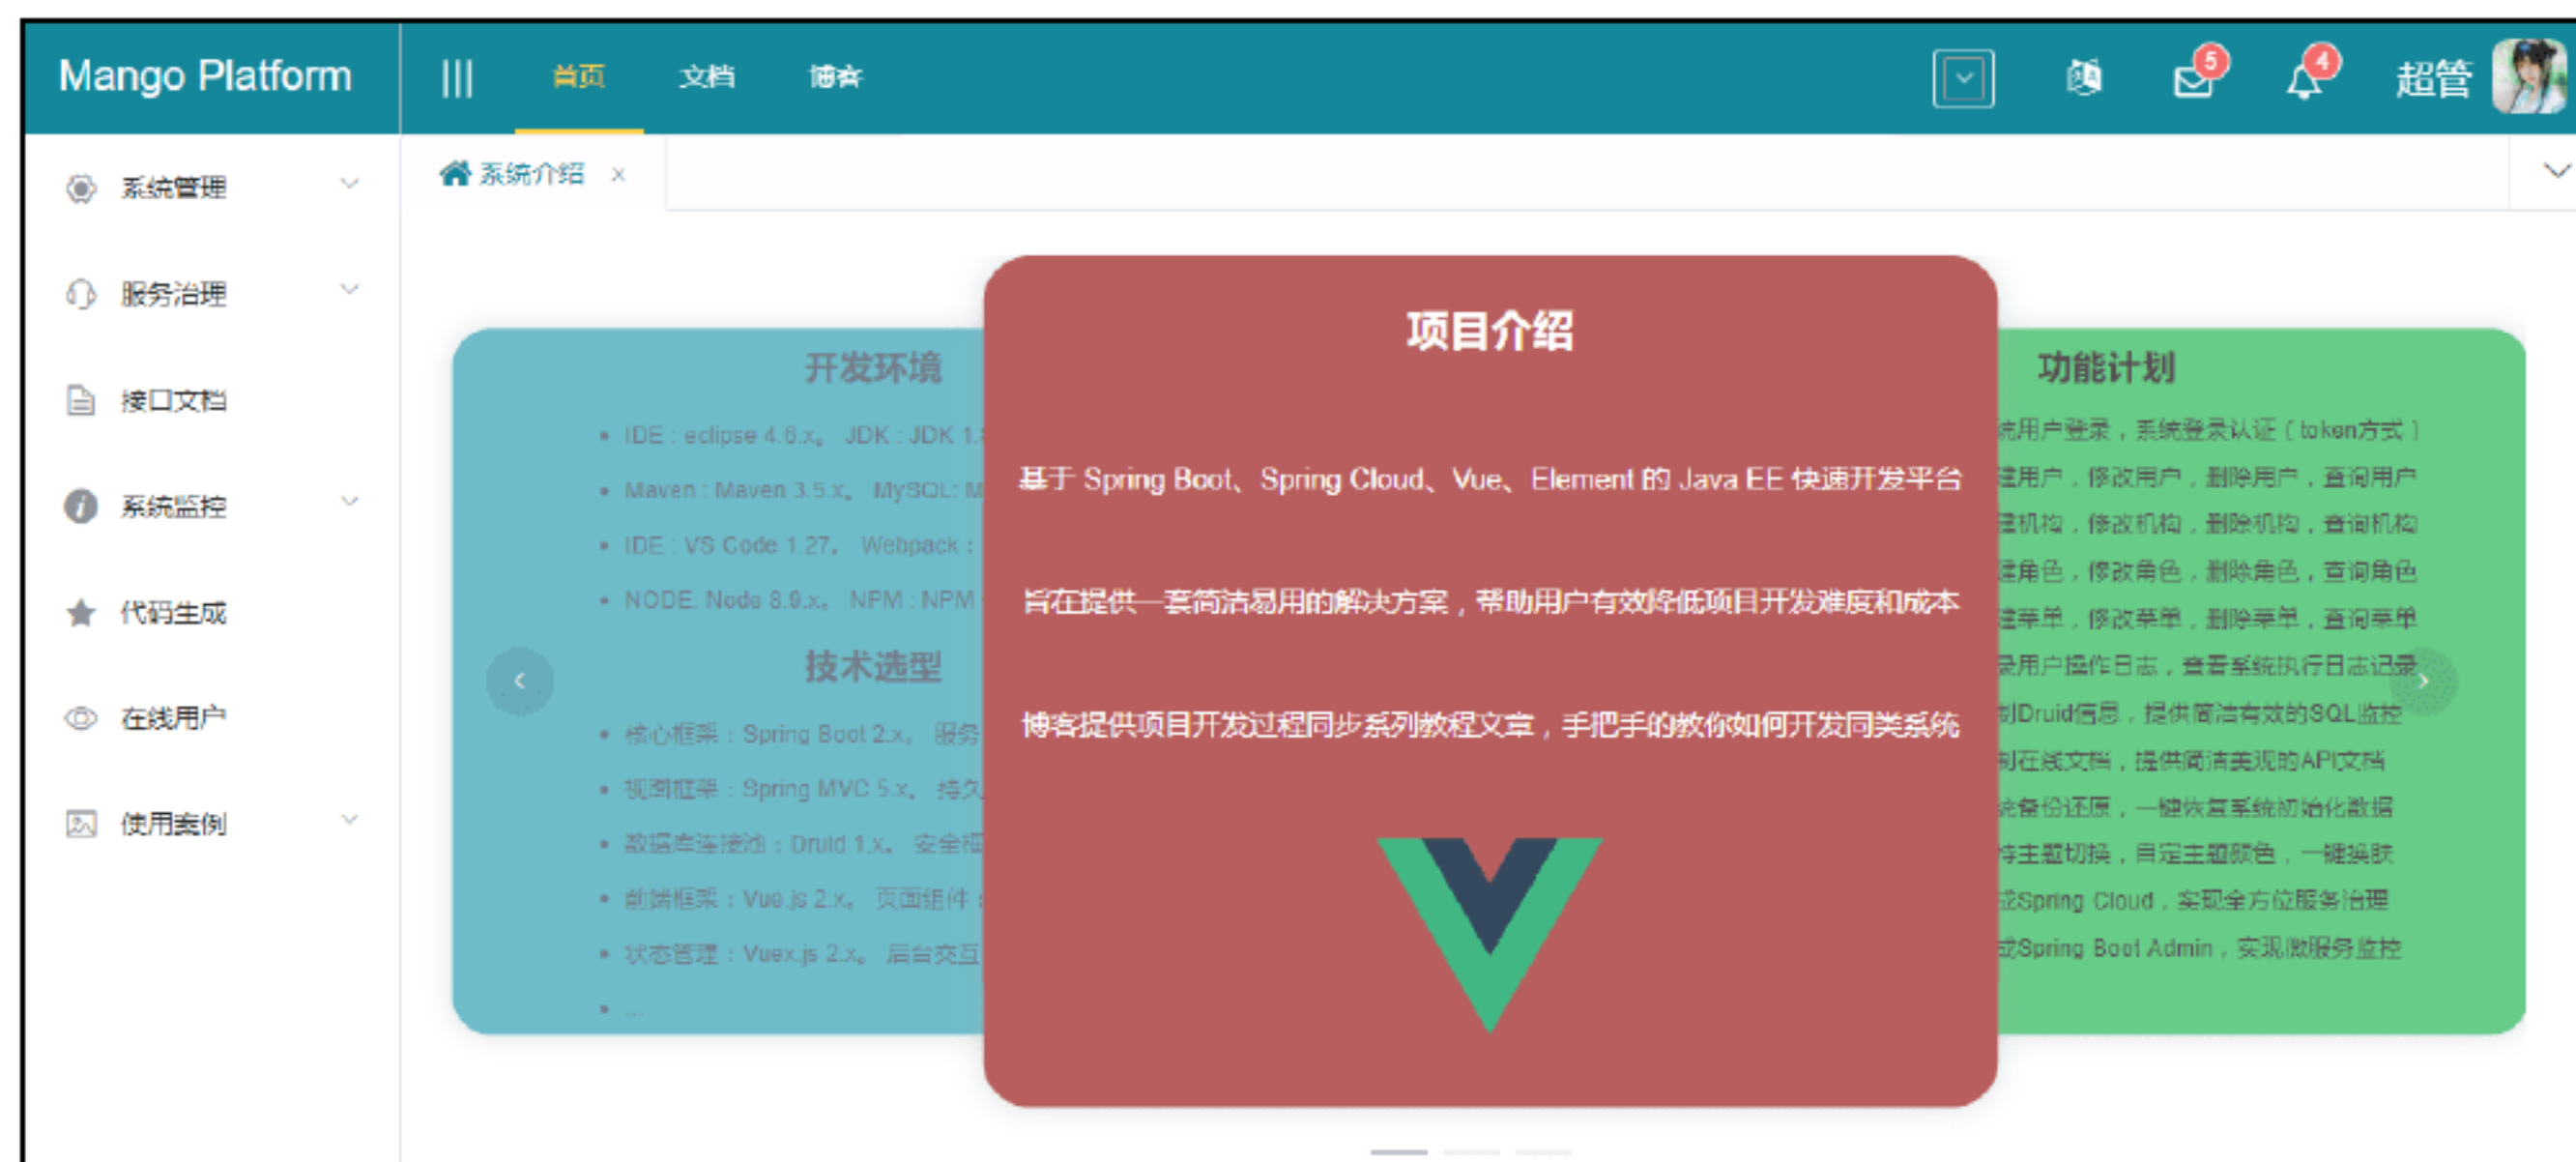 Mango Platform
首页 文档 博客
5
4
超管
系统管理
服务治理
接口文档
系统监控
代码生成
在线用户
使用案例
系统介绍 ×
开发环境
IDE : eclipse 4.6.x。 JDK : JDK 1.
Maven : Maven 3.5.x。 MySQL: M
IDE : VS Code 1.27。 Webpack :
NODE: Node 8.9.x。 NPM : NPM
技术选型
核心框架：Spring Boot 2.x。 服务
视图框架：Spring MVC 5.x。 持久
数据库连接池：Druid 1.x。 安全框
前端框架：Vue.js 2.x。 页面组件：
状态管理：Vuex.js 2.x。 后台交互
...
项目介绍
基于 Spring Boot、Spring Cloud、Vue、Element 的 Java EE 快速开发平台
旨在提供一套简洁易用的解决方案，帮助用户有效降低项目开发难度和成本
博客提供项目开发过程同步系列教程文章，手把手的教你如何开发同类系统
功能计划
统用户登录，系统登录认证（token方式）
建用户，修改用户，删除用户，查询用户
建机构，修改机构，删除机构，查询机构
建角色，修改角色，删除角色，查询角色
建菜单，修改菜单，删除菜单，查询菜单
录用户操作日志，查看系统执行日志记录
制Druid信息，提供简洁有效的SQL监控
制在线文档，提供简洁美观的API文档
统备份还原，一键恢复系统初始化数据
持主题切换，自定主题颜色，一键换肤
成Spring Cloud，实现全方位服务治理
成Spring Boot Admin，实现微服务监控